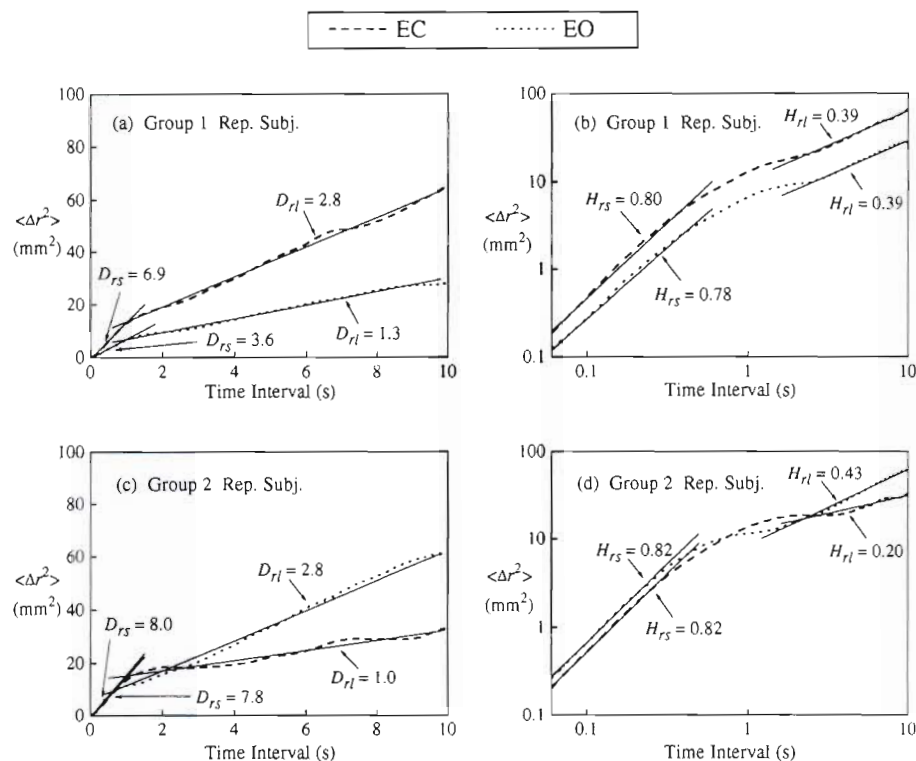 EC EO
(a) Group 1 Rep. Subj.
100
80
60
40
20
0
<Δr²>
(mm²)
D_rl = 2.8
D_rs = 6.9
D_rs = 3.6
D_rl = 1.3
0 2 4 6 8 10
Time Interval (s)
(b) Group 1 Rep. Subj.
100
10
1
0.1
<Δr²>
(mm²)
H_rl = 0.39
H_rs = 0.80
H_rl = 0.39
H_rs = 0.78
0.1 1 10
Time Interval (s)
(c) Group 2 Rep. Subj.
100
80
60
40
20
0
<Δr²>
(mm²)
D_rl = 2.8
D_rs = 8.0
D_rs = 7.8
D_rl = 1.0
0 2 4 6 8 10
Time Interval (s)
(d) Group 2 Rep. Subj.
100
10
1
0.1
<Δr²>
(mm²)
H_rl = 0.43
H_rs = 0.82
H_rl = 0.20
H_rs = 0.82
0.1 1 10
Time Interval (s)